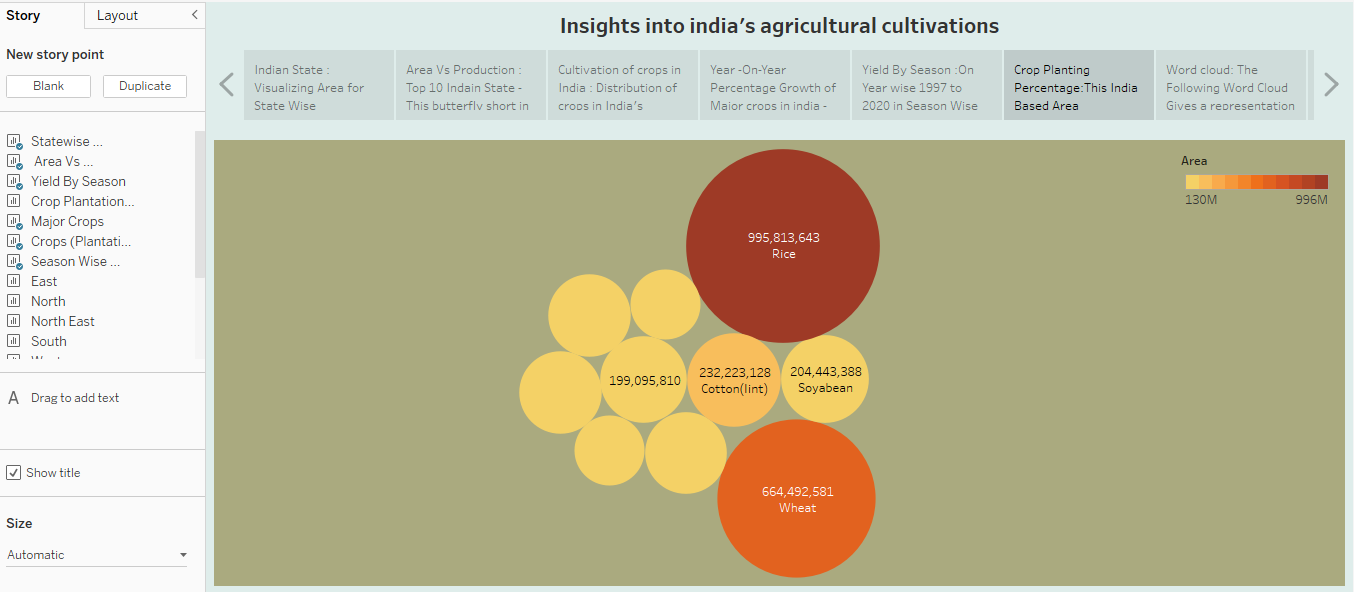 Story
Layout
New story point
Blank
Duplicate
Statewise ...
Area Vs ...
Yield By Season
Crop Plantation...
Major Crops
Crops (Plantati...
Season Wise ...
East
North
North East
South
A Drag to add text
Show title
Size
Automatic
Insights into india's agricultural cultivations
Indian State :
Visualizing Area for
State Wise
Area Vs Production :
Top 10 Indain State -
This butterfly short in
Cultivation of crops in
India : Distribution of
crops in India's
Year -On-Year
Percentage Growth of
Major crops in india -
Yield By Season :On
Year wise 1997 to
2020 in Season Wise
Crop Planting
Percentage:This India
Based Area
Word cloud: The
Following Word Cloud
Gives a representation
Area
130M
996M
995,813,643
Rice
199,095,810
232,223,128
Cotton(lint)
204,443,388
Soyabean
664,492,581
Wheat